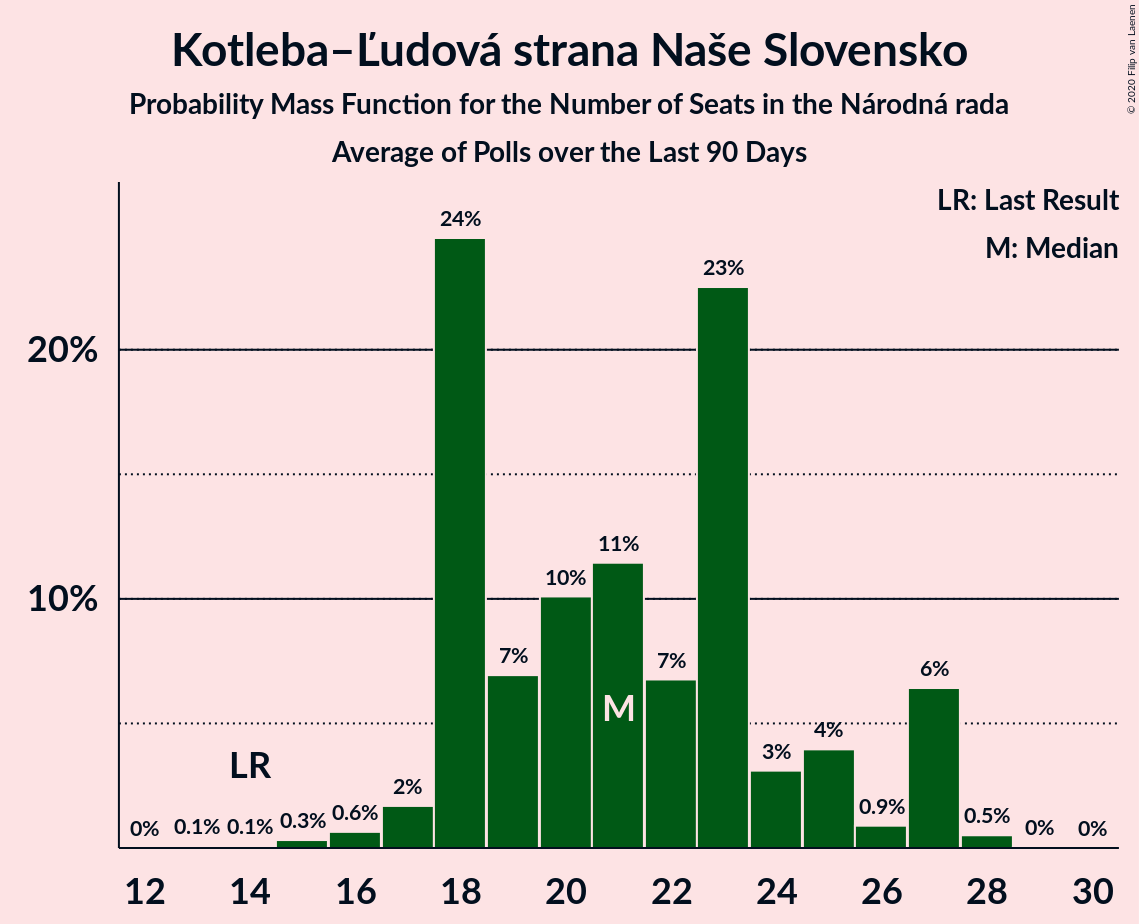 Kotleba–Ľudová strana Naše Slovensko
Probability Mass Function for the Number of Seats in the Národná rada
Average of Polls over the Last 90 Days
© 2020 Filip van Laenen
LR: Last Result
M: Median
24%
23%
20%
11%
10%
10%
7%
7%
6%
M
4%
3%
LR
2%
0% 0.1% 0.1% 0.3% 0.6% 0.9% 0.5% 0% 0%
12 14 16 18 20 22 24 26 28 30